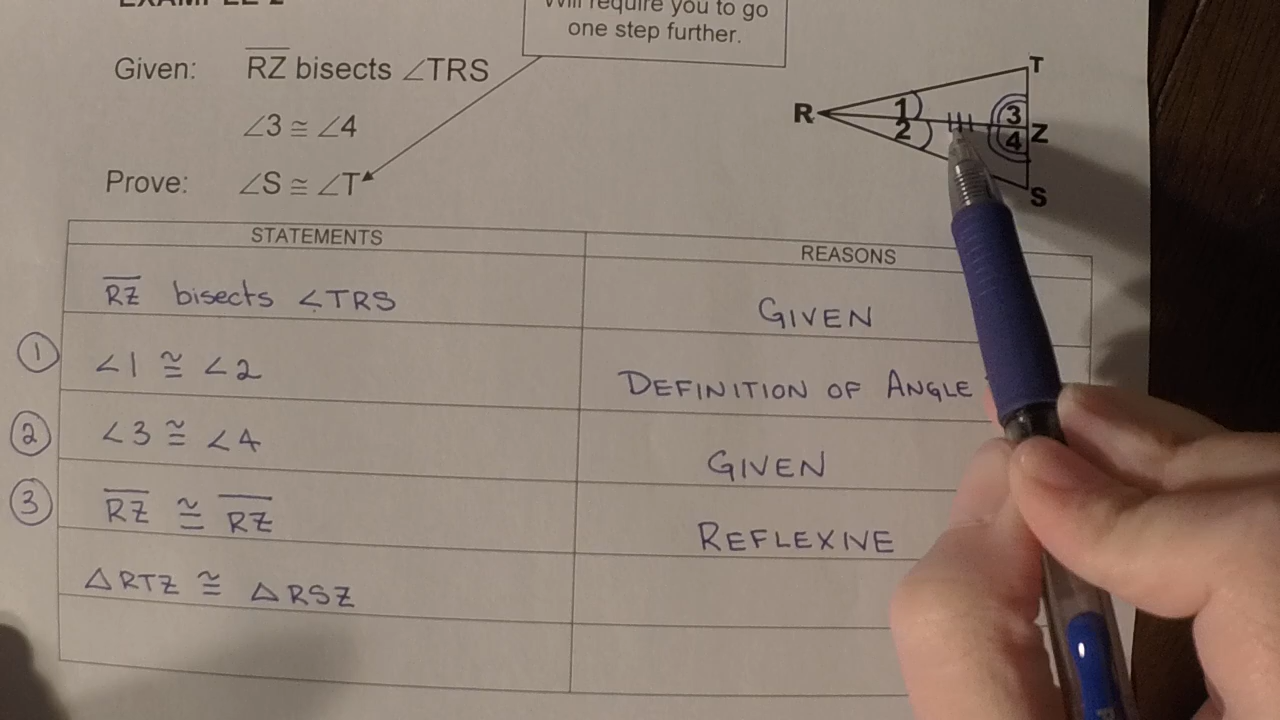 EXAMPLE 2
Will require you to go
one step further.
Given: RZ bisects ∠TRS
∠3 ≅ ∠4
Prove: ∠S ≅ ∠T
T
R 1 3
2 4 Z
S
STATEMENTS REASONS
RZ bisects ∠TRS GIVEN
① ∠1 ≅ ∠2 DEFINITION OF ANGLE
② ∠3 ≅ ∠4 GIVEN
③ RZ ≅ RZ REFLEXIVE
△RTZ ≅ △RSZ